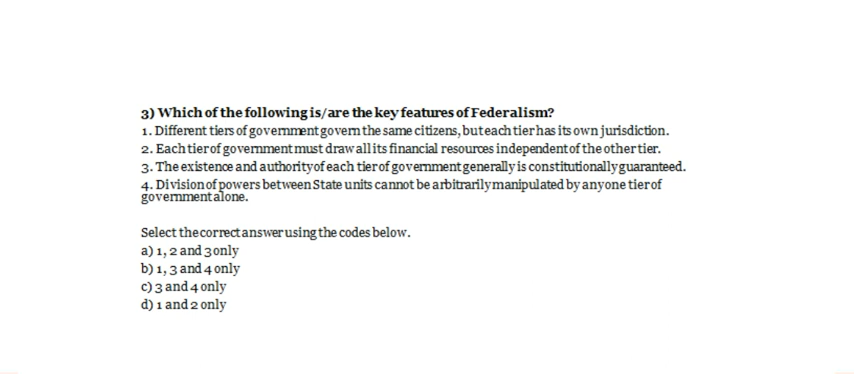 3) Which of the following is/are the key features of Federalism?
1. Different tiers of government govern the same citizens, but each tier has its own jurisdiction.
2. Each tier of government must draw all its financial resources independent of the other tier.
3. The existence and authority of each tier of government generally is constitutionally guaranteed.
4. Division of powers between State units cannot be arbitrarily manipulated by anyone tier of
government alone.
Select the correct answer using the codes below.
a) 1, 2 and 3 only
b) 1, 3 and 4 only
c) 3 and 4 only
d) 1 and 2 only